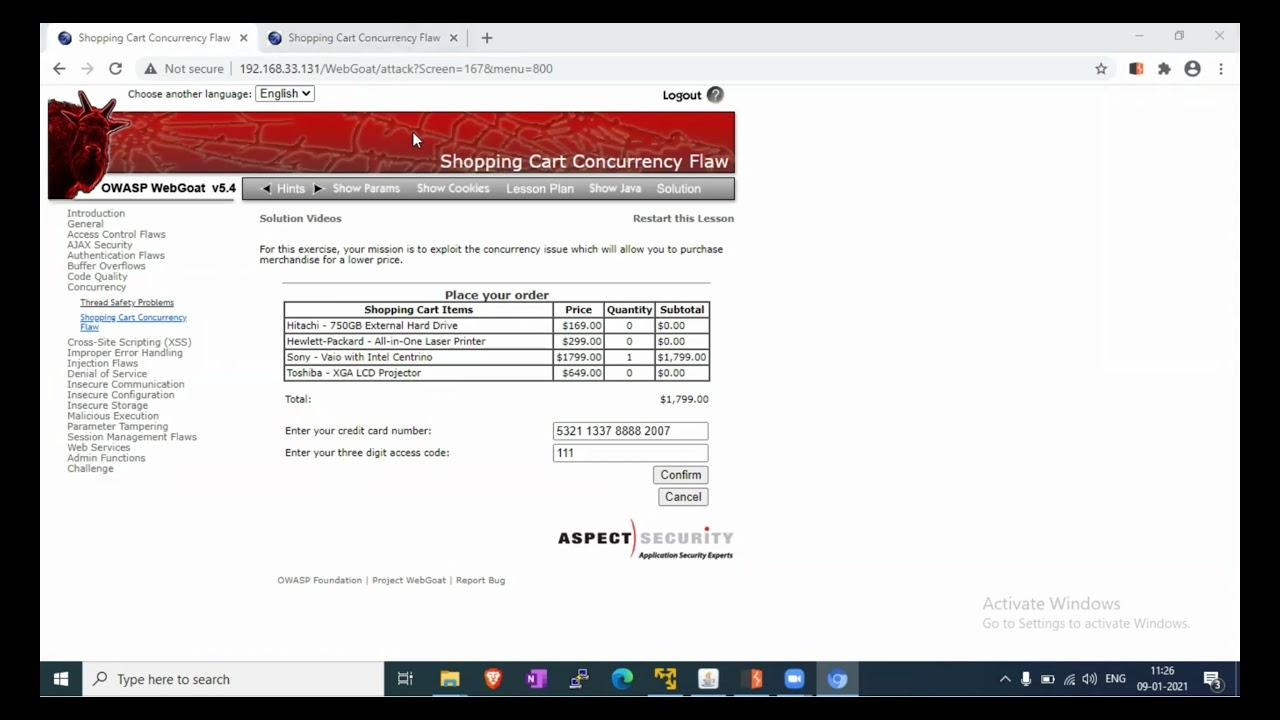 Shopping Cart Concurrency Flaw
Shopping Cart Concurrency Flaw
Not secure 192.168.33.131/WebGoat/attack?Screen=167&menu=800
Choose another language: English
Logout ?
Shopping Cart Concurrency Flaw
OWASP WebGoat v5.4
Hints Show Params Show Cookies Lesson Plan Show Java Solution
Introduction
General
Access Control Flaws
AJAX Security
Authentication Flaws
Buffer Overflows
Code Quality
Concurrency
Thread Safety Problems
Shopping Cart Concurrency
Flaw
Cross-Site Scripting (XSS)
Improper Error Handling
Injection Flaws
Denial of Service
Insecure Communication
Insecure Configuration
Insecure Storage
Malicious Execution
Parameter Tampering
Session Management Flaws
Web Services
Admin Functions
Challenge
Solution Videos Restart this Lesson
For this exercise, your mission is to exploit the concurrency issue which will allow you to purchase
merchandise for a lower price.
Place your order
Shopping Cart Items Price Quantity Subtotal
Hitachi - 750GB External Hard Drive $169.00 0 $0.00
Hewlett-Packard - All-in-One Laser Printer $299.00 0 $0.00
Sony - Vaio with Intel Centrino $1799.00 1 $1,799.00
Toshiba - XGA LCD Projector $649.00 0 $0.00
Total: $1,799.00
Enter your credit card number: 5321 1337 8888 2007
Enter your three digit access code: 111
Confirm
Cancel
ASPECT SECURITY
Application Security Experts
OWASP Foundation | Project WebGoat | Report Bug
Activate Windows
Go to Settings to activate Windows.
Type here to search
ENG
11:26
09-01-2021
3